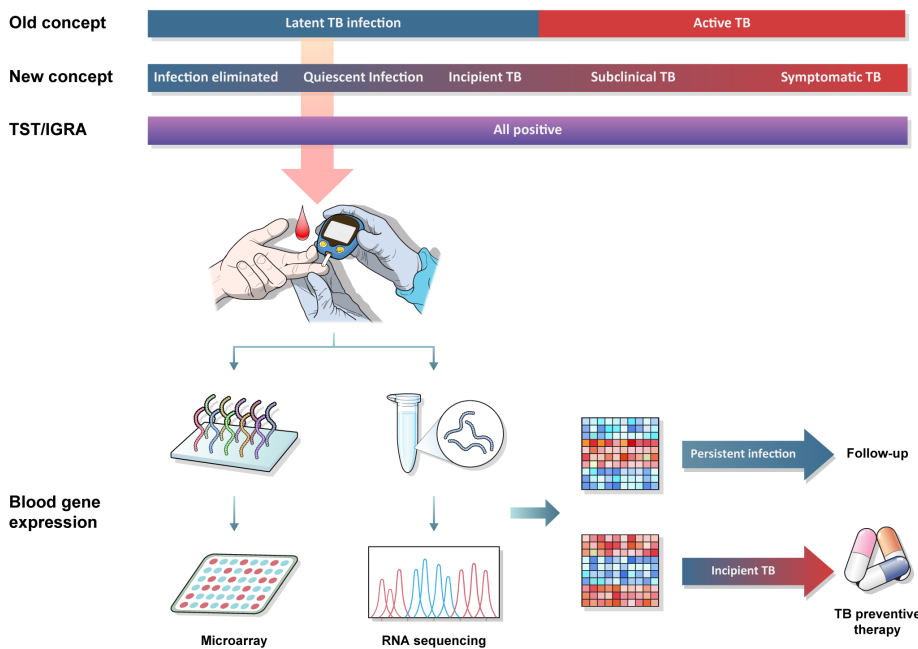 Old concept
Latent TB infection
Active TB
New concept
Infection eliminated
Quiescent Infection
Incipient TB
Subclinical TB
Symptomatic TB
TST/IGRA
All positive
Blood gene
expression
Persistent infection
Follow-up
Incipient TB
TB preventive
therapy
Microarray
RNA sequencing